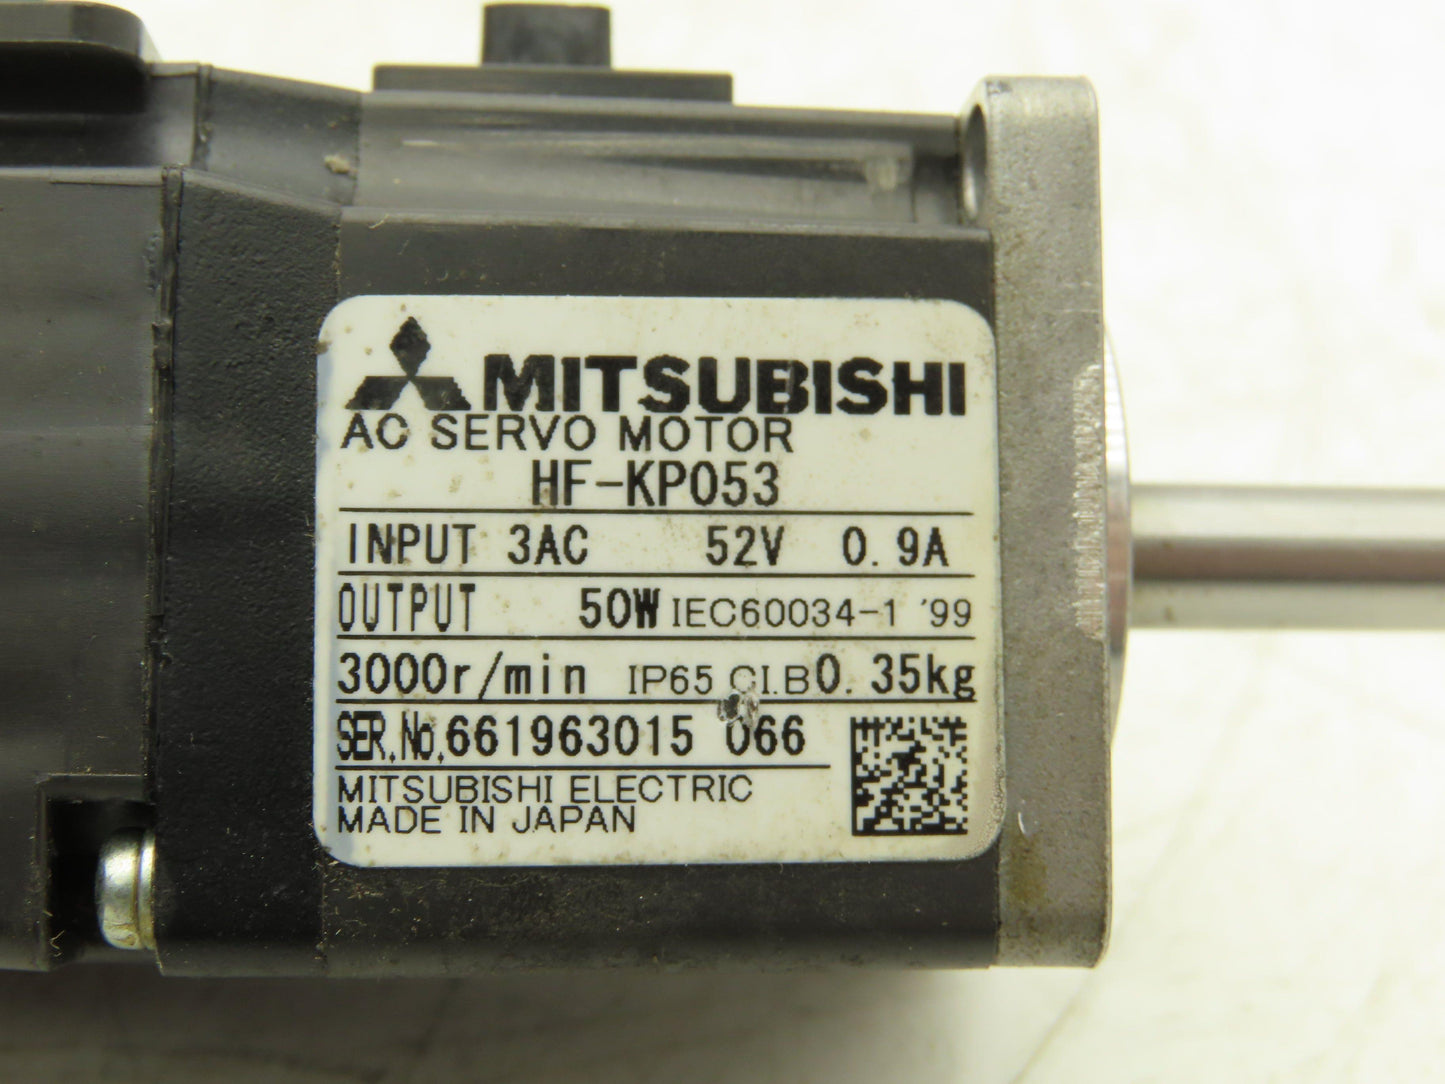 MITSUBISHI
AC SERVO MOTOR
HF-KP053
INPUT 3AC 52V 0.9A
OUTPUT 50W IEC60034-1 '99
3000r/min IP65 CI.B 0.35kg
SER.No.661963015 066
MITSUBISHI ELECTRIC
MADE IN JAPAN